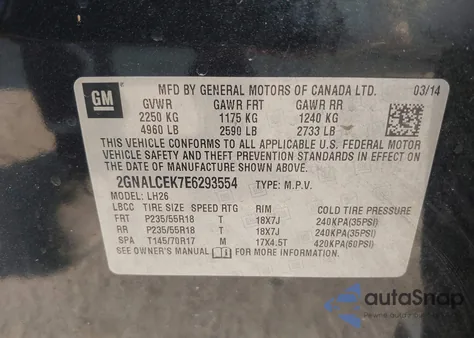 GM
MFD BY GENERAL MOTORS OF CANADA LTD. 03/14
GVWR GAWR FRT GAWR RR
2250 KG 1175 KG 1240 KG
4960 LB 2590 LB 2733 LB
THIS VEHICLE CONFORMS TO ALL APPLICABLE U.S. FEDERAL MOTOR
VEHICLE SAFETY, BUMPER, AND THEFT PREVENTION STANDARDS IN EFFECT ON
THE DATE OF MANUFACTURE SHOWN ABOVE.
2GNALCEK7E6293554 TYPE: M.P.V.
MODEL: LH26
LBCC TIRE SIZE SPEED RTG RIM COLD TIRE PRESSURE
FRT P235/55R18 T 18X7J 240KPA(35PSI)
RR P235/55R18 T 18X7J 240KPA(35PSI)
SPA T145/70R17 M 17X4.5T 420KPA(60PSI)
SEE OWNER'S MANUAL FOR MORE INFORMATION.
autoSnap